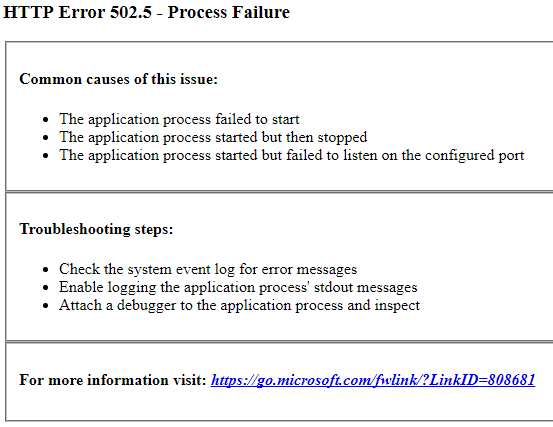 HTTP Error 502.5 - Process Failure
Common causes of this issue:
The application process failed to start
The application process started but then stopped
The application process started but failed to listen on the configured port
Troubleshooting steps:
Check the system event log for error messages
Enable logging the application process' stdout messages
Attach a debugger to the application process and inspect
For more information visit: https://go.microsoft.com/fwlink/?LinkID=808681